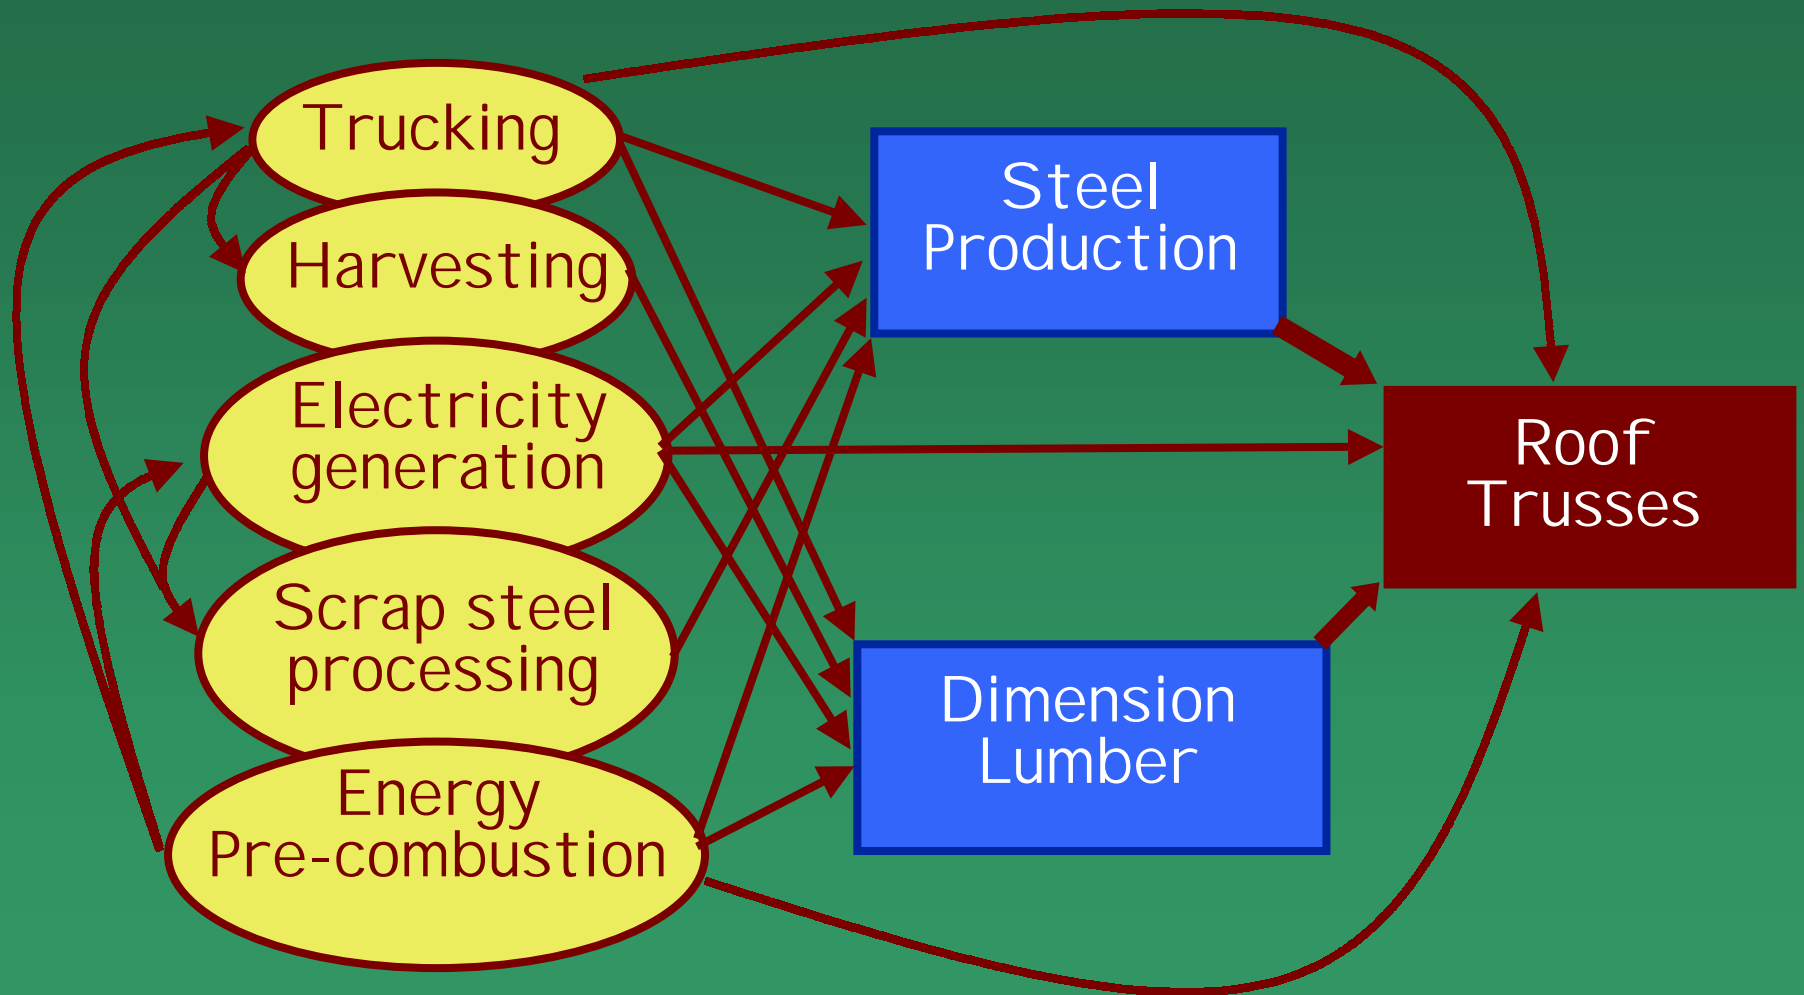 Trucking
Harvesting
Electricity
generation
Scrap steel
processing
Energy
Pre-combustion
Steel
Production
Dimension
Lumber
Roof
Trusses